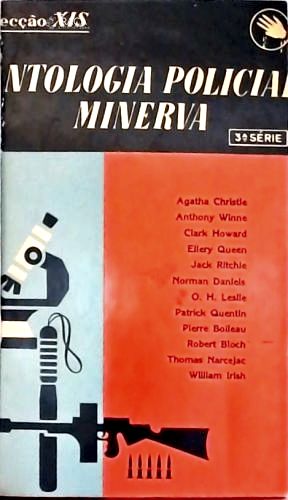 ecção XIS
NTOLOGIA POLICIAL
MINERVA
3ª SÉRIE
Agatha Christie
Anthony Winne
Clark Howard
Ellery Queen
Jack Ritchie
Norman Daniels
O. H. Leslie
Patrick Quentin
Pierre Boileau
Robert Bloch
Thomas Narcejac
William Irish